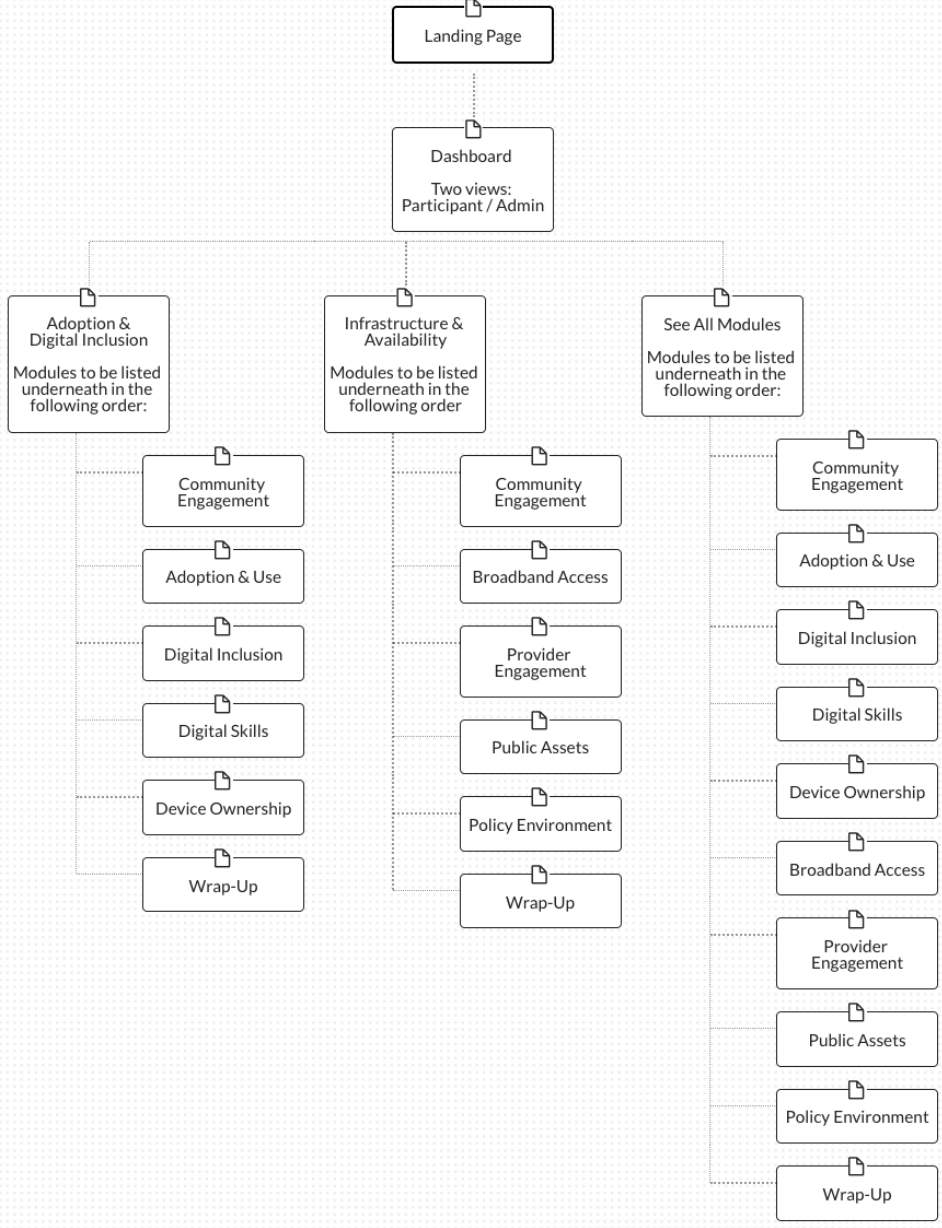 Landing Page
Dashboard
Two views:
Participant / Admin
Adoption &
Digital Inclusion
Modules to be listed
underneath in the
following order:
Community
Engagement
Adoption & Use
Digital Inclusion
Digital Skills
Device Ownership
Wrap-Up
Infrastructure &
Availability
Modules to be listed
underneath in the
following order
Community
Engagement
Broadband Access
Provider
Engagement
Public Assets
Policy Environment
Wrap-Up
See All Modules
Modules to be listed
underneath in the
following order:
Community
Engagement
Adoption & Use
Digital Inclusion
Digital Skills
Device Ownership
Broadband Access
Provider
Engagement
Public Assets
Policy Environment
Wrap-Up